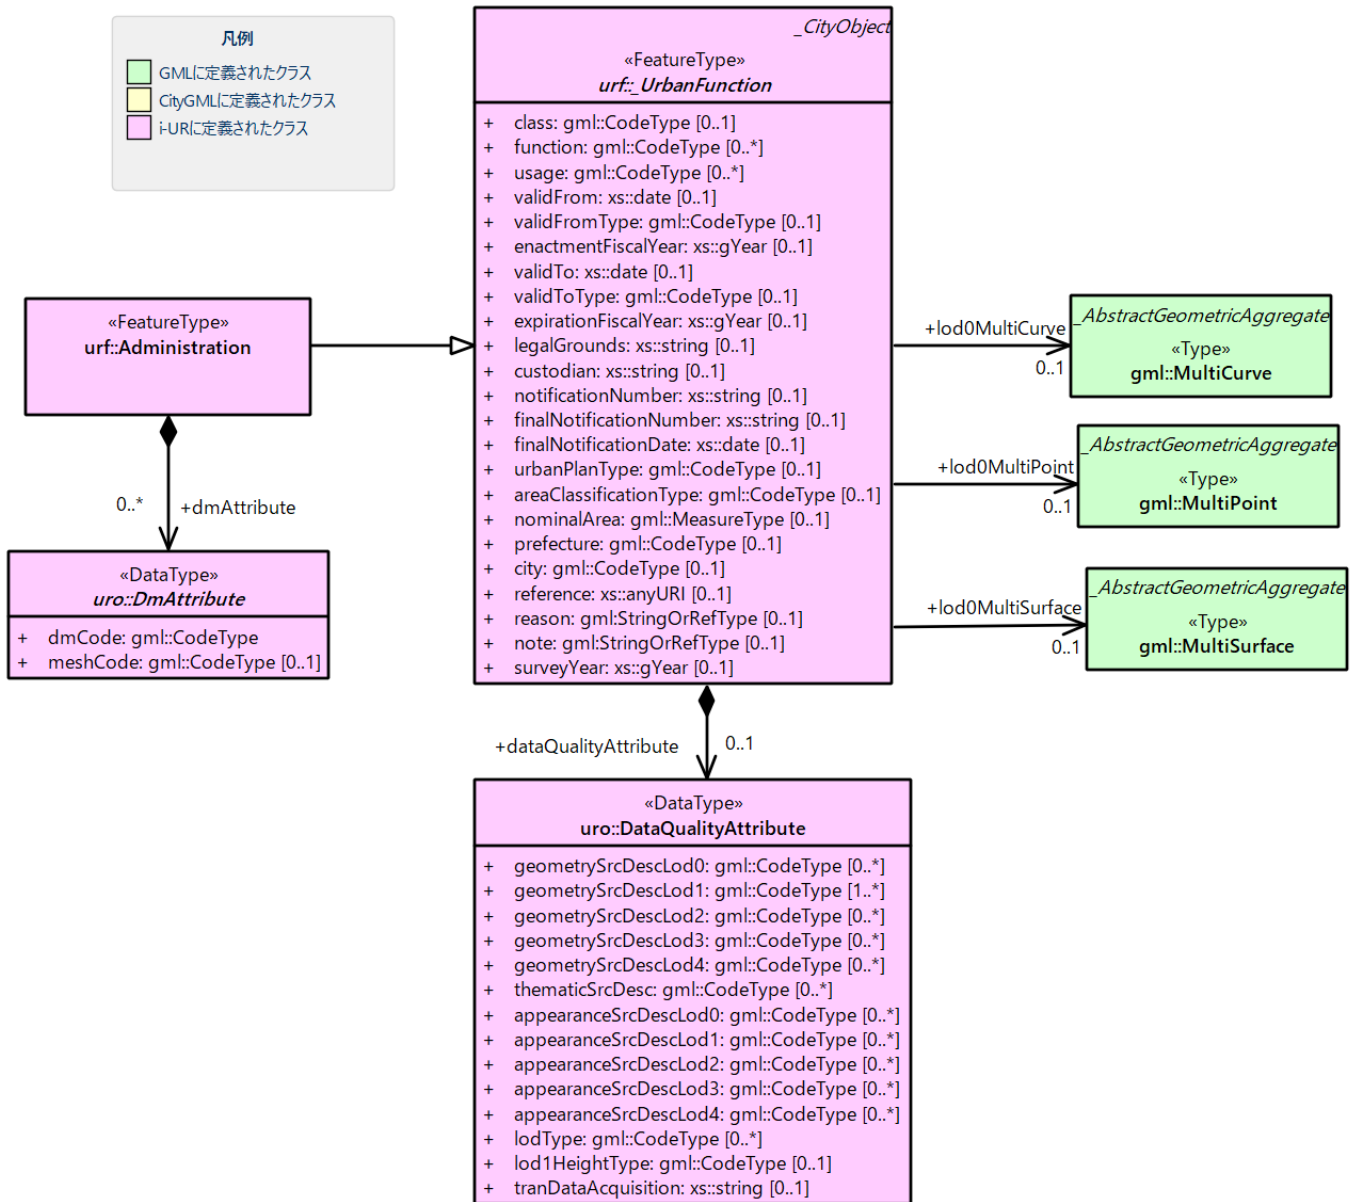 凡例
GMLに定義されたクラス
CityGMLに定義されたクラス
i-URに定義されたクラス
_CityObject
«FeatureType»
urf::_UrbanFunction
+ class: gml::CodeType [0..1]
+ function: gml::CodeType [0..*]
+ usage: gml::CodeType [0..*]
+ validFrom: xs::date [0..1]
+ validFromType: gml::CodeType [0..1]
+ enactmentFiscalYear: xs::gYear [0..1]
+ validTo: xs::date [0..1]
+ validToType: gml::CodeType [0..1]
+ expirationFiscalYear: xs::gYear [0..1]
+ legalGrounds: xs::string [0..1]
+ custodian: xs::string [0..1]
+ notificationNumber: xs::string [0..1]
+ finalNotificationNumber: xs::string [0..1]
+ finalNotificationDate: xs::date [0..1]
+ urbanPlanType: gml::CodeType [0..1]
+ areaClassificationType: gml::CodeType [0..1]
+ nominalArea: gml::MeasureType [0..1]
+ prefecture: gml::CodeType [0..1]
+ city: gml::CodeType [0..1]
+ reference: xs::anyURI [0..1]
+ reason: gml:StringOrRefType [0..1]
+ note: gml:StringOrRefType [0..1]
+ surveyYear: xs::gYear [0..1]
«FeatureType»
urf::Administration
0..*
+dmAttribute
«DataType»
uro::DmAttribute
+ dmCode: gml::CodeType
+ meshCode: gml::CodeType [0..1]
+lod0MultiCurve
0..1
_AbstractGeometricAggregate
«Type»
gml::MultiCurve
+lod0MultiPoint
0..1
_AbstractGeometricAggregate
«Type»
gml::MultiPoint
+lod0MultiSurface
0..1
_AbstractGeometricAggregate
«Type»
gml::MultiSurface
+dataQualityAttribute
0..1
«DataType»
uro::DataQualityAttribute
+ geometrySrcDescLod0: gml::CodeType [0..*]
+ geometrySrcDescLod1: gml::CodeType [1..*]
+ geometrySrcDescLod2: gml::CodeType [0..*]
+ geometrySrcDescLod3: gml::CodeType [0..*]
+ geometrySrcDescLod4: gml::CodeType [0..*]
+ thematicSrcDesc: gml::CodeType [0..*]
+ appearanceSrcDescLod0: gml::CodeType [0..*]
+ appearanceSrcDescLod1: gml::CodeType [0..*]
+ appearanceSrcDescLod2: gml::CodeType [0..*]
+ appearanceSrcDescLod3: gml::CodeType [0..*]
+ appearanceSrcDescLod4: gml::CodeType [0..*]
+ lodType: gml::CodeType [0..*]
+ lod1HeightType: gml::CodeType [0..1]
+ tranDataAcquisition: xs::string [0..1]